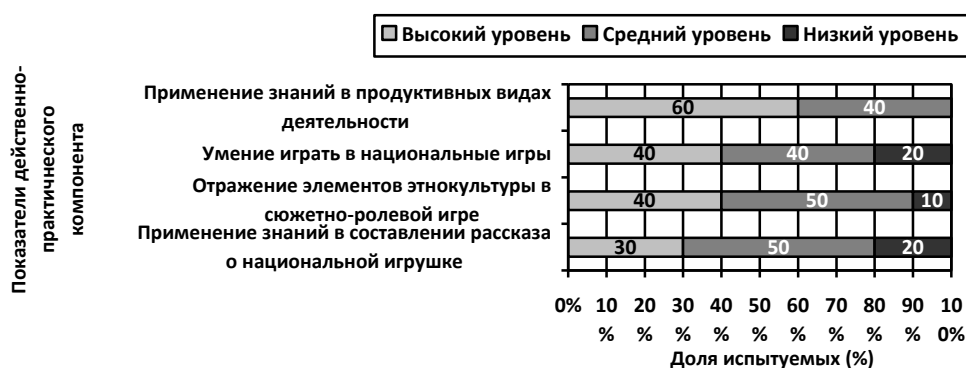 Высокий уровень Средний уровень Низкий уровень
Показатели действенно-
практического
компонента
Применение знаний в продуктивных видах
деятельности
60 40
Умение играть в национальные игры
40 40 20
Отражение элементов этнокультуры в
сюжетно-ролевой игре
40 50 10
Применение знаний в составлении рассказа
о национальной игрушке
30 50 20
0% 10 20 30 40 50 60 70 80 90 10
% % % % % % % % % 0%
Доля испытуемых (%)